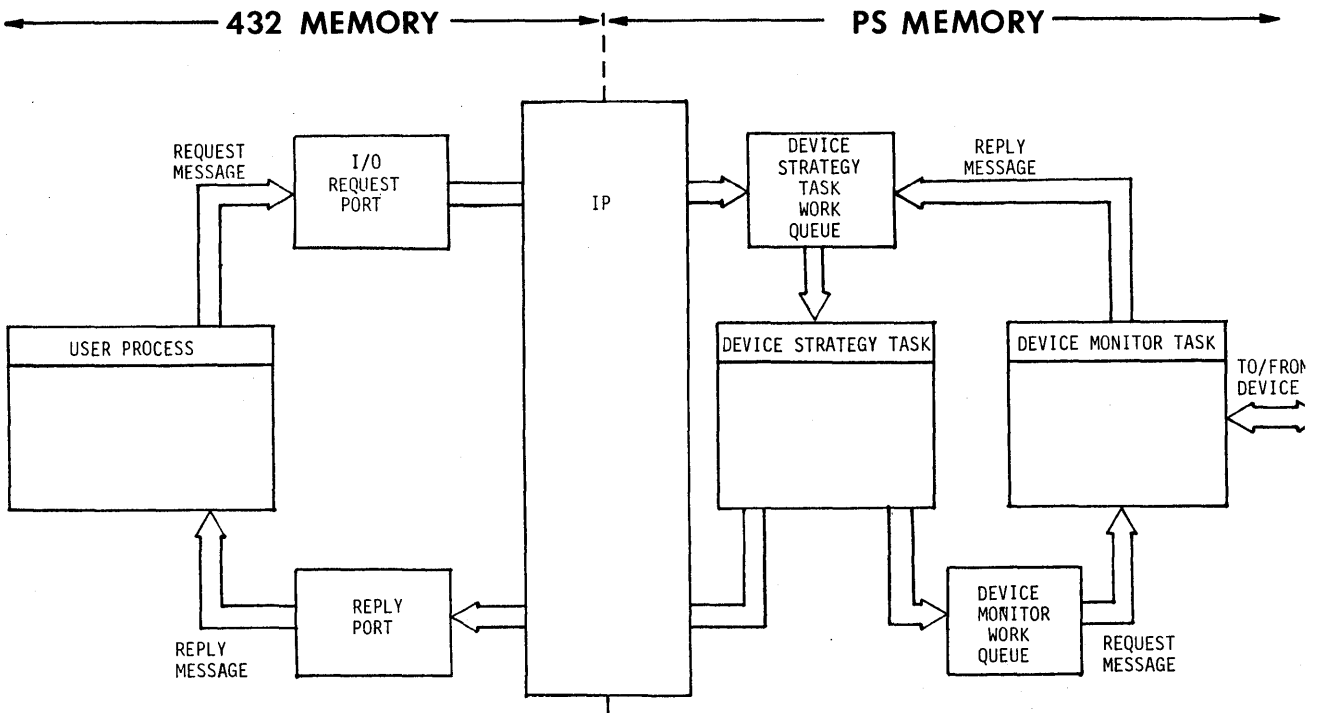 432 MEMORY
PS MEMORY
REQUEST
MESSAGE
I/O
REQUEST
PORT
IP
DEVICE
STRATEGY
TASK
WORK
QUEUE
REPLY
MESSAGE
USER PROCESS
DEVICE STRATEGY TASK
DEVICE MONITOR TASK
TO/FROM
DEVICE
REPLY
PORT
REPLY
MESSAGE
DEVICE
MONITOR
WORK
QUEUE
REQUEST
MESSAGE